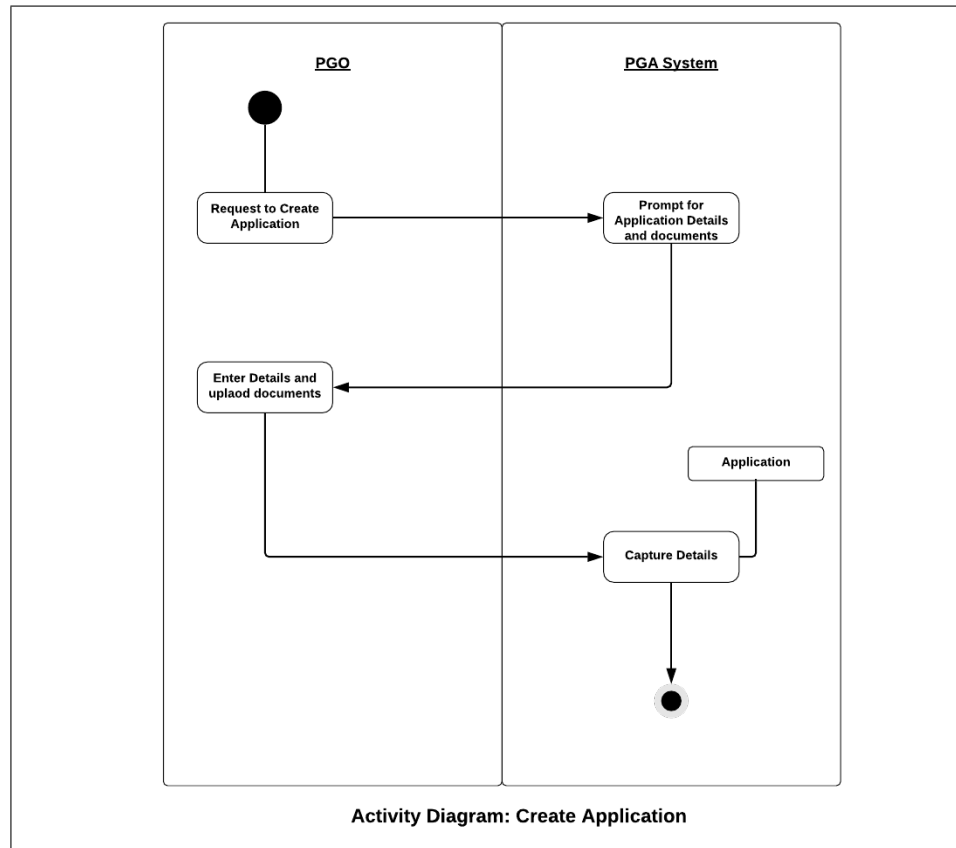 PGO
PGA System
Request to Create
Application
Prompt for
Application Details
and documents
Enter Details and
uplaod documents
Application
Capture Details
Activity Diagram: Create Application